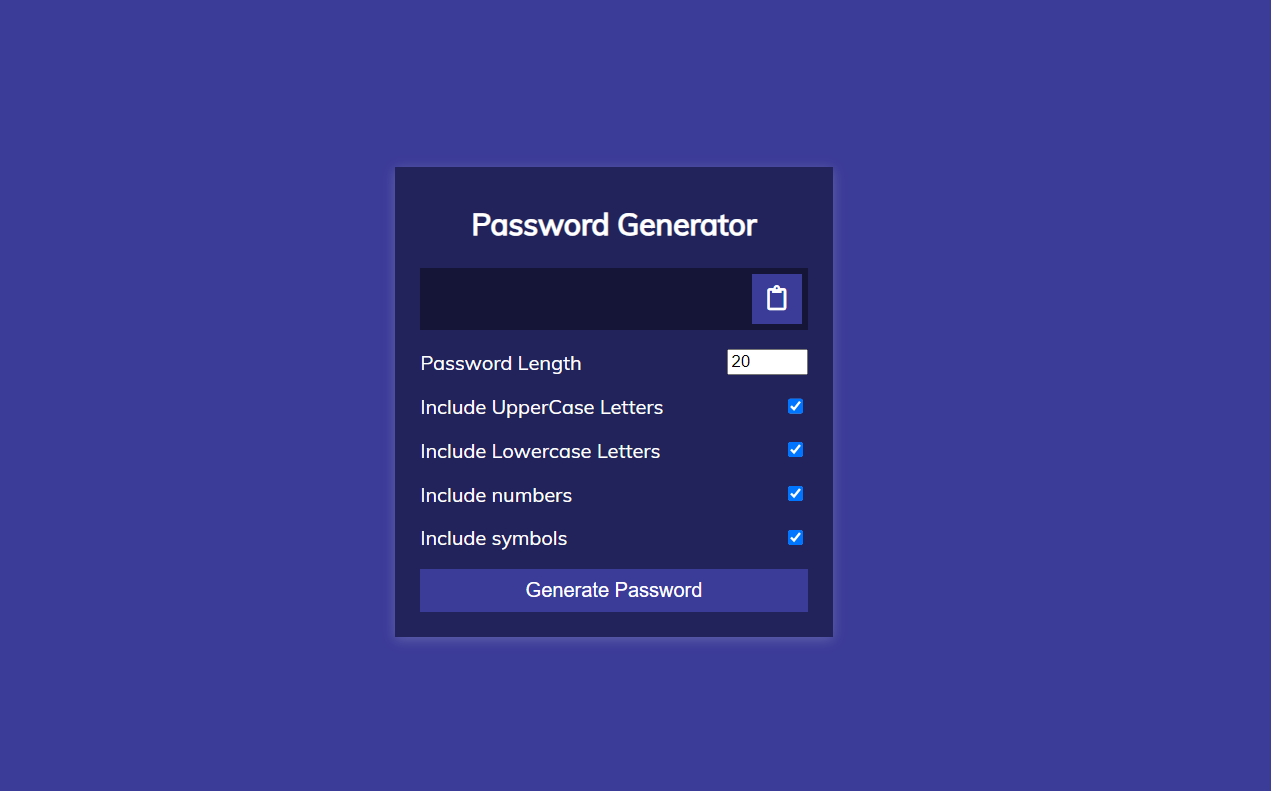 Password Generator
Password Length 20
Include UpperCase Letters
Include Lowercase Letters
Include numbers
Include symbols
Generate Password